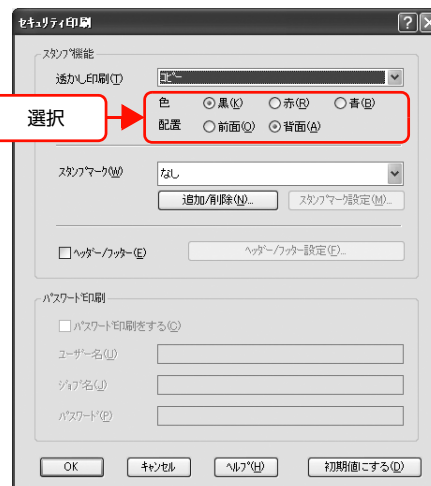 セキュリティ印刷
スタンプ機能
透かし印刷(T) コピー
色 黒(K) 赤(R) 青(B)
選択
配置 前面(O) 背面(A)
スタンプマーク(W) なし
追加/削除(N)... スタンプマーク設定(M)...
ヘッダー/フッター(E) ヘッダー/フッター設定(F)...
パスワード印刷
パスワード印刷をする(C)
ユーザー名(U)
ジョブ名(J)
パスワード(P)
OK キャンセル ヘルプ(H) 初期値にする(D)